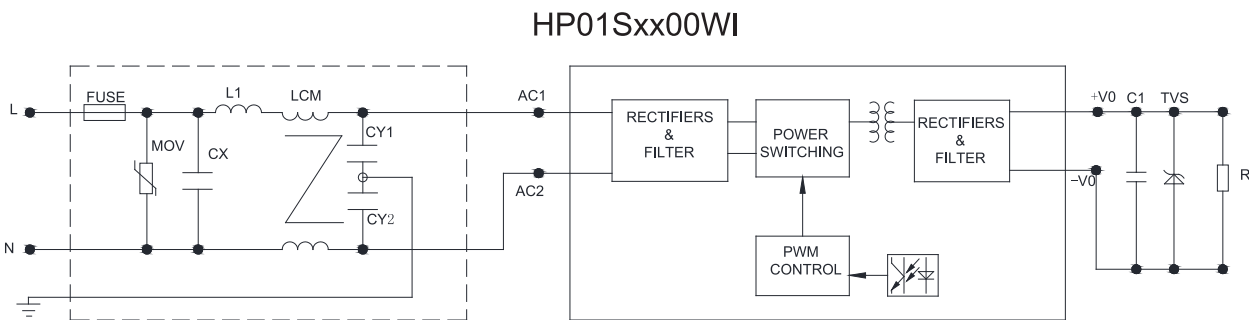 HP01Sxx00WI
L
FUSE
L1
LCM
MOV
CX
CY1
CY2
N
AC1
AC2
RECTIFIERS
&
FILTER
POWER
SWITCHING
RECTIFIERS
&
FILTER
PWM
CONTROL
+V0
C1
TVS
−V0
R